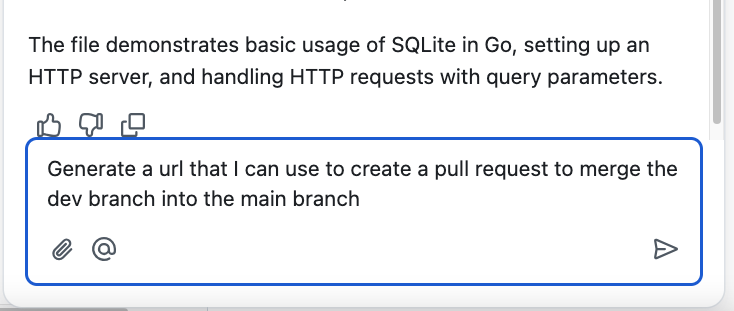 The file demonstrates basic usage of SQLite in Go, setting up an
HTTP server, and handling HTTP requests with query parameters.
Generate a url that I can use to create a pull request to merge the
dev branch into the main branch